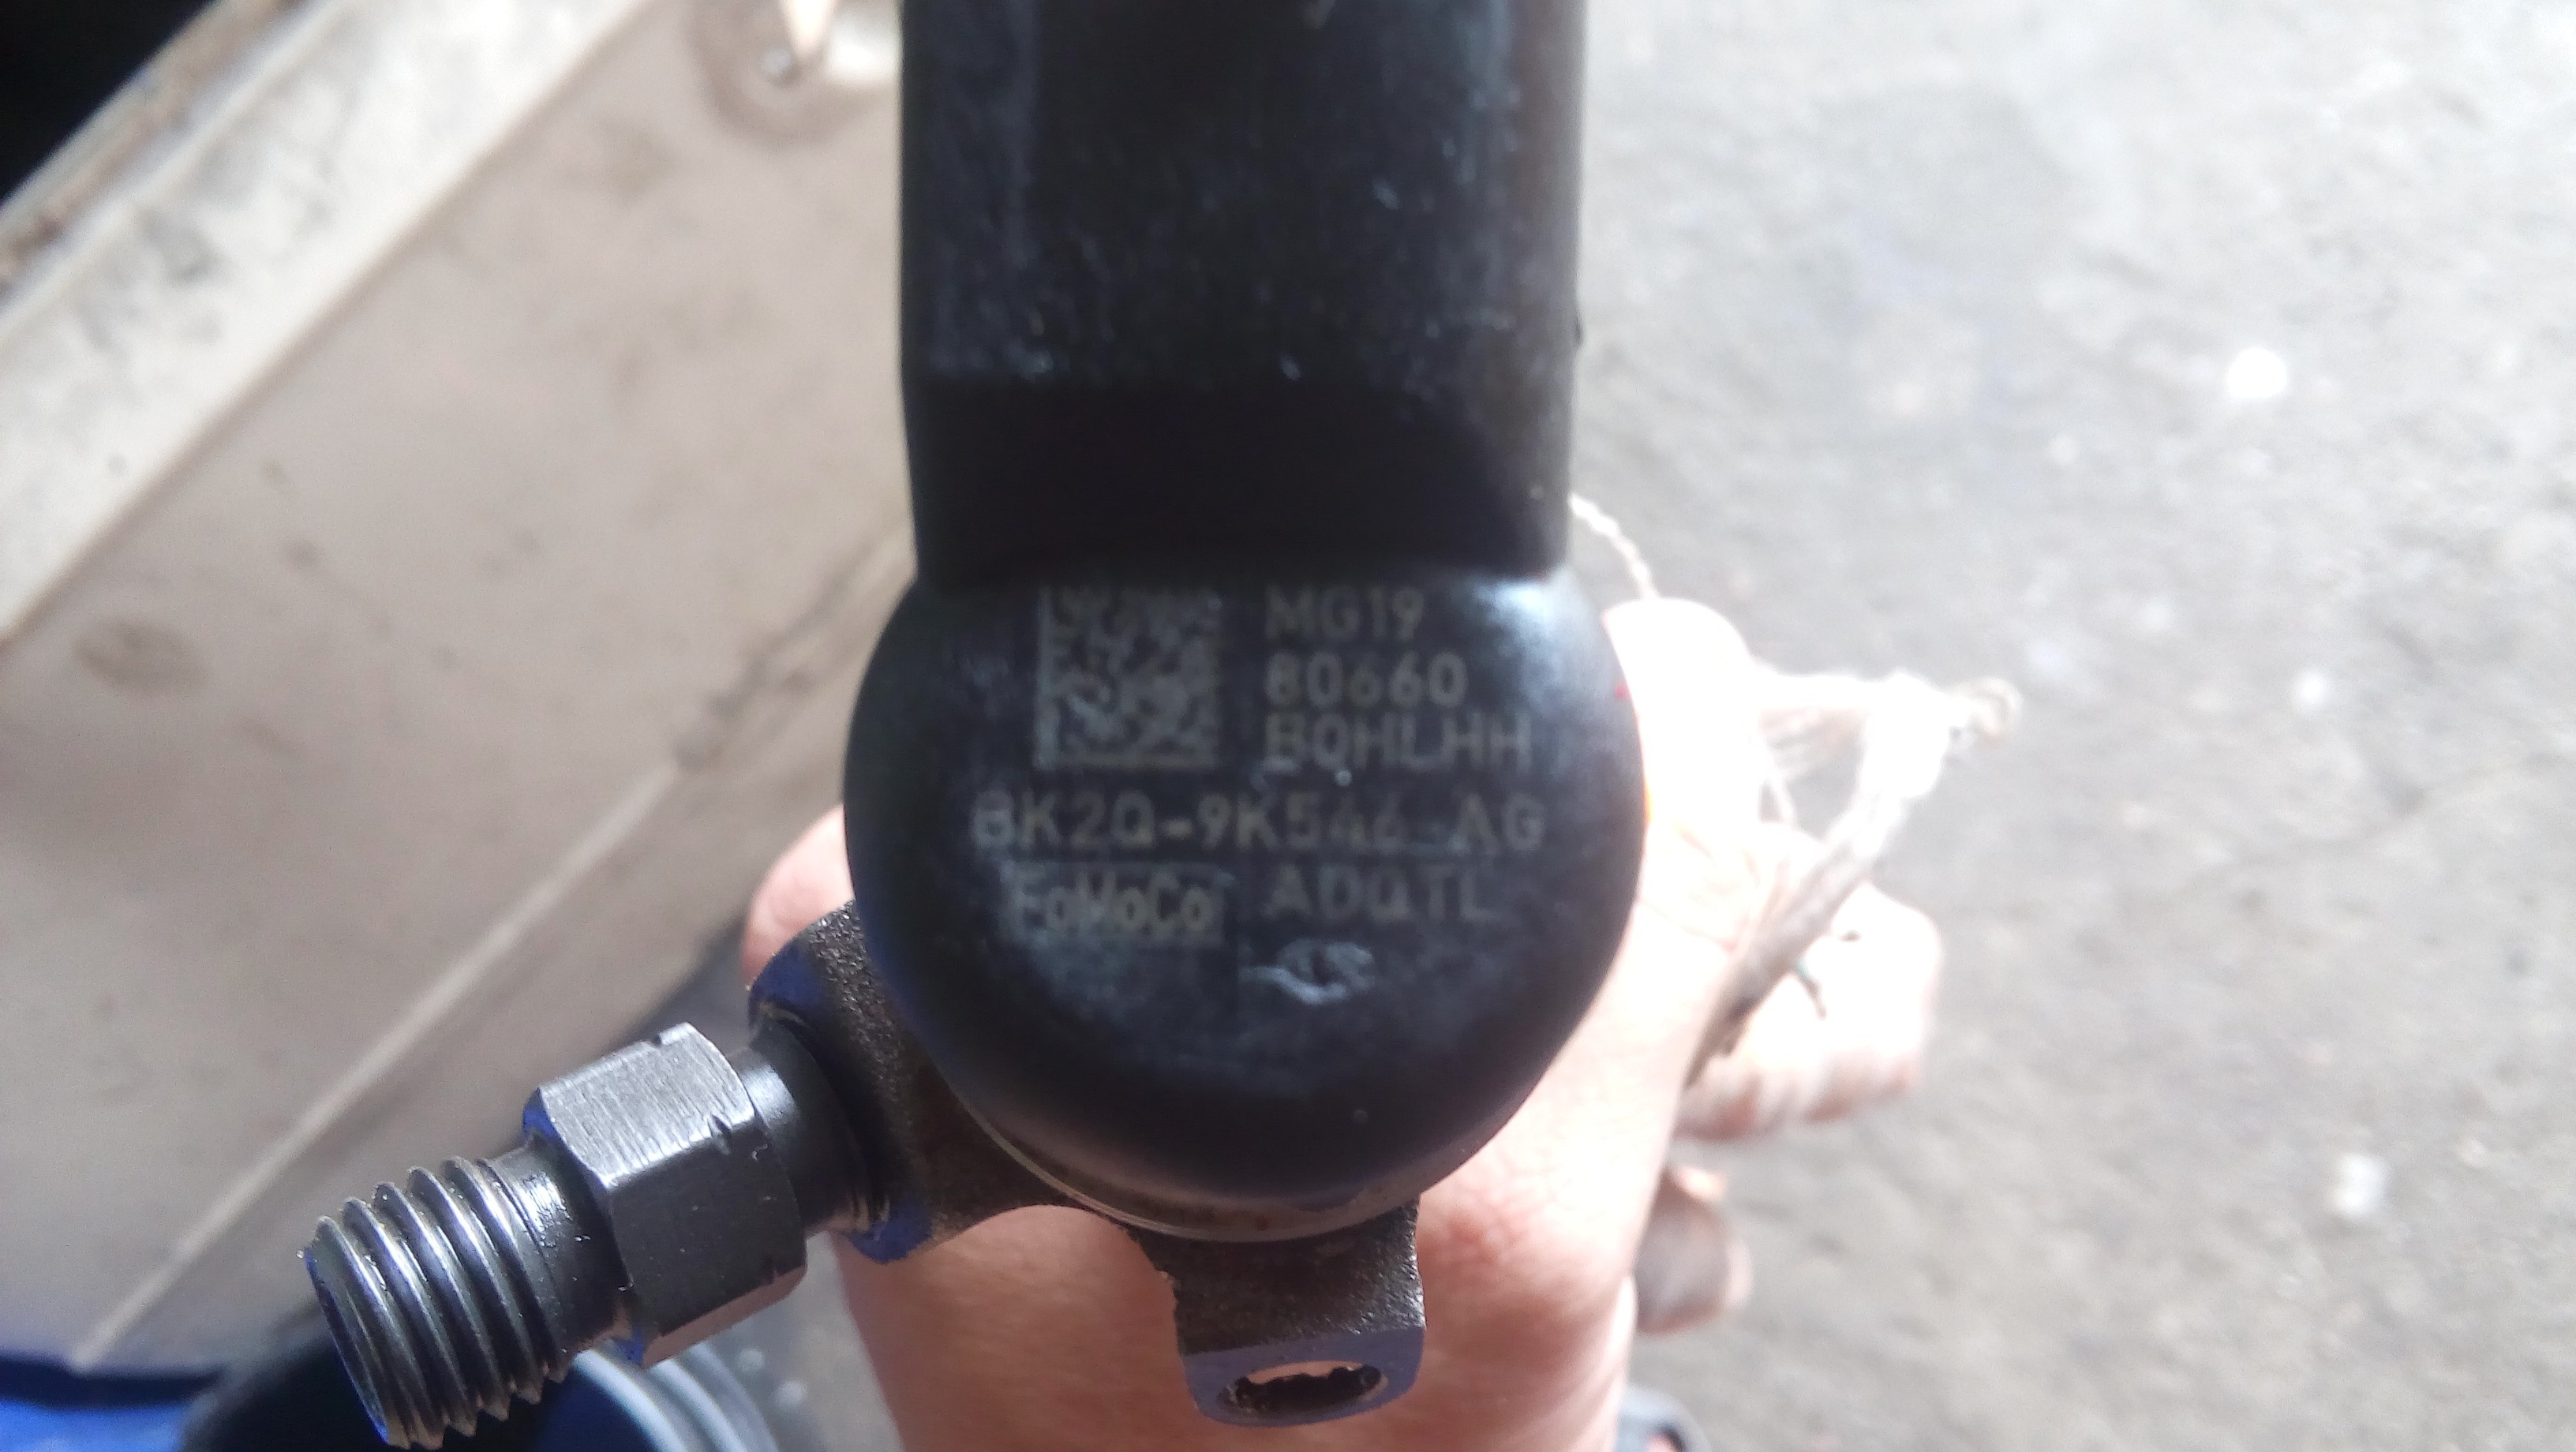 MG19
80660
BQHLHH
BK2Q-9K546-AG
FoMoCo ADQTL